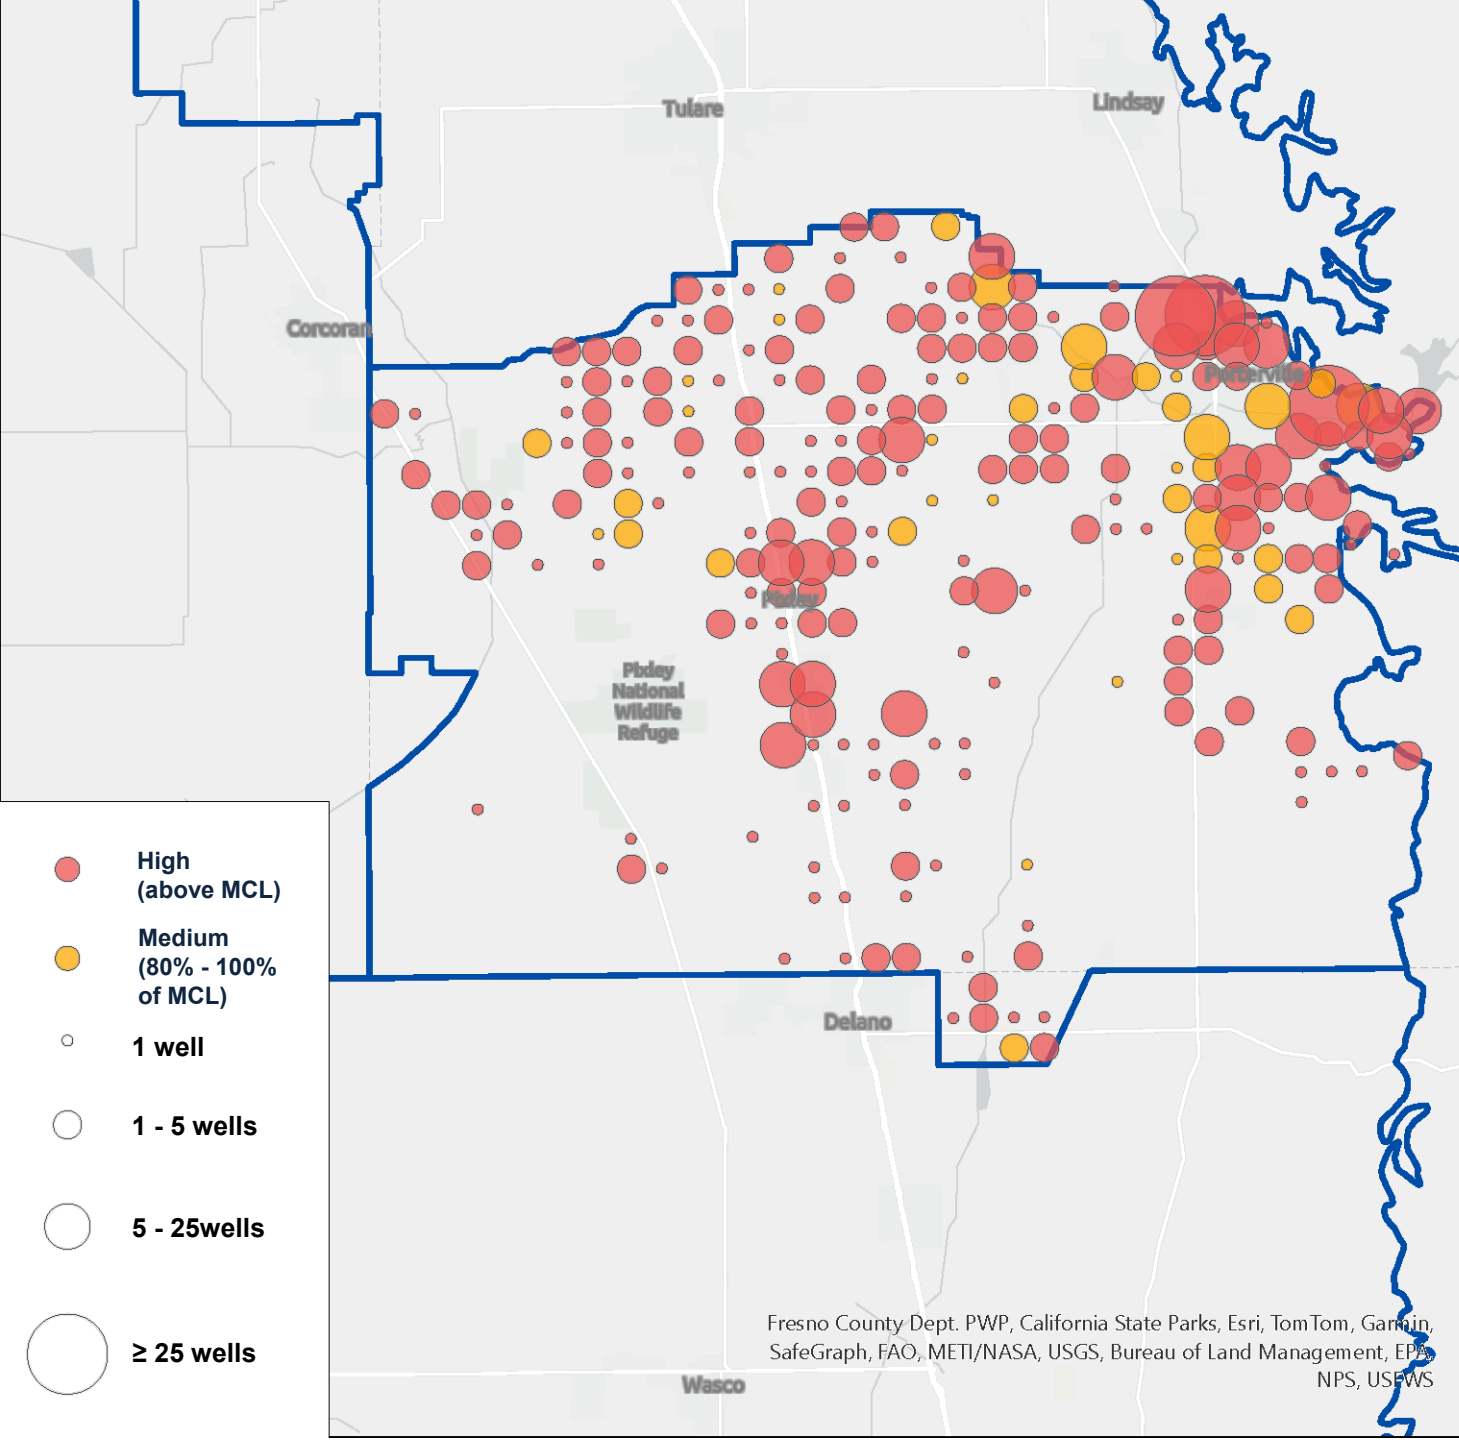 Tulare
Lindsay
Corcoran
Porterville
Pixley
Pixley
National
Wildlife
Refuge
High
(above MCL)
Medium
(80% - 100%
of MCL)
1 well
1 - 5 wells
5 - 25wells
≥ 25 wells
Delano
Wasco
Fresno County Dept. PWP, California State Parks, Esri, TomTom, Garmin,
SafeGraph, FAO, METI/NASA, USGS, Bureau of Land Management, EPA,
NPS, USFWS